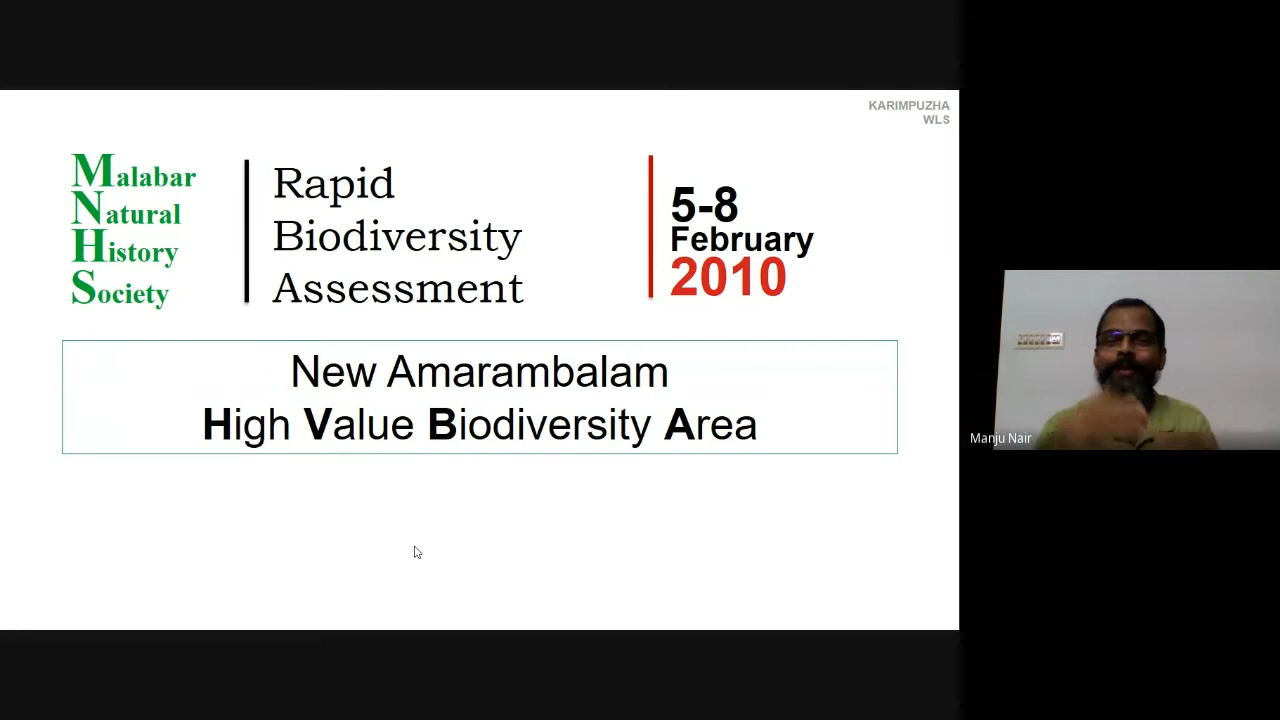 KARIMPUZHA
WLS
Malabar
Natural
History
Society
Rapid
Biodiversity
Assessment
5-8
February
2010
New Amarambalam
High Value Biodiversity Area
Manju Nair